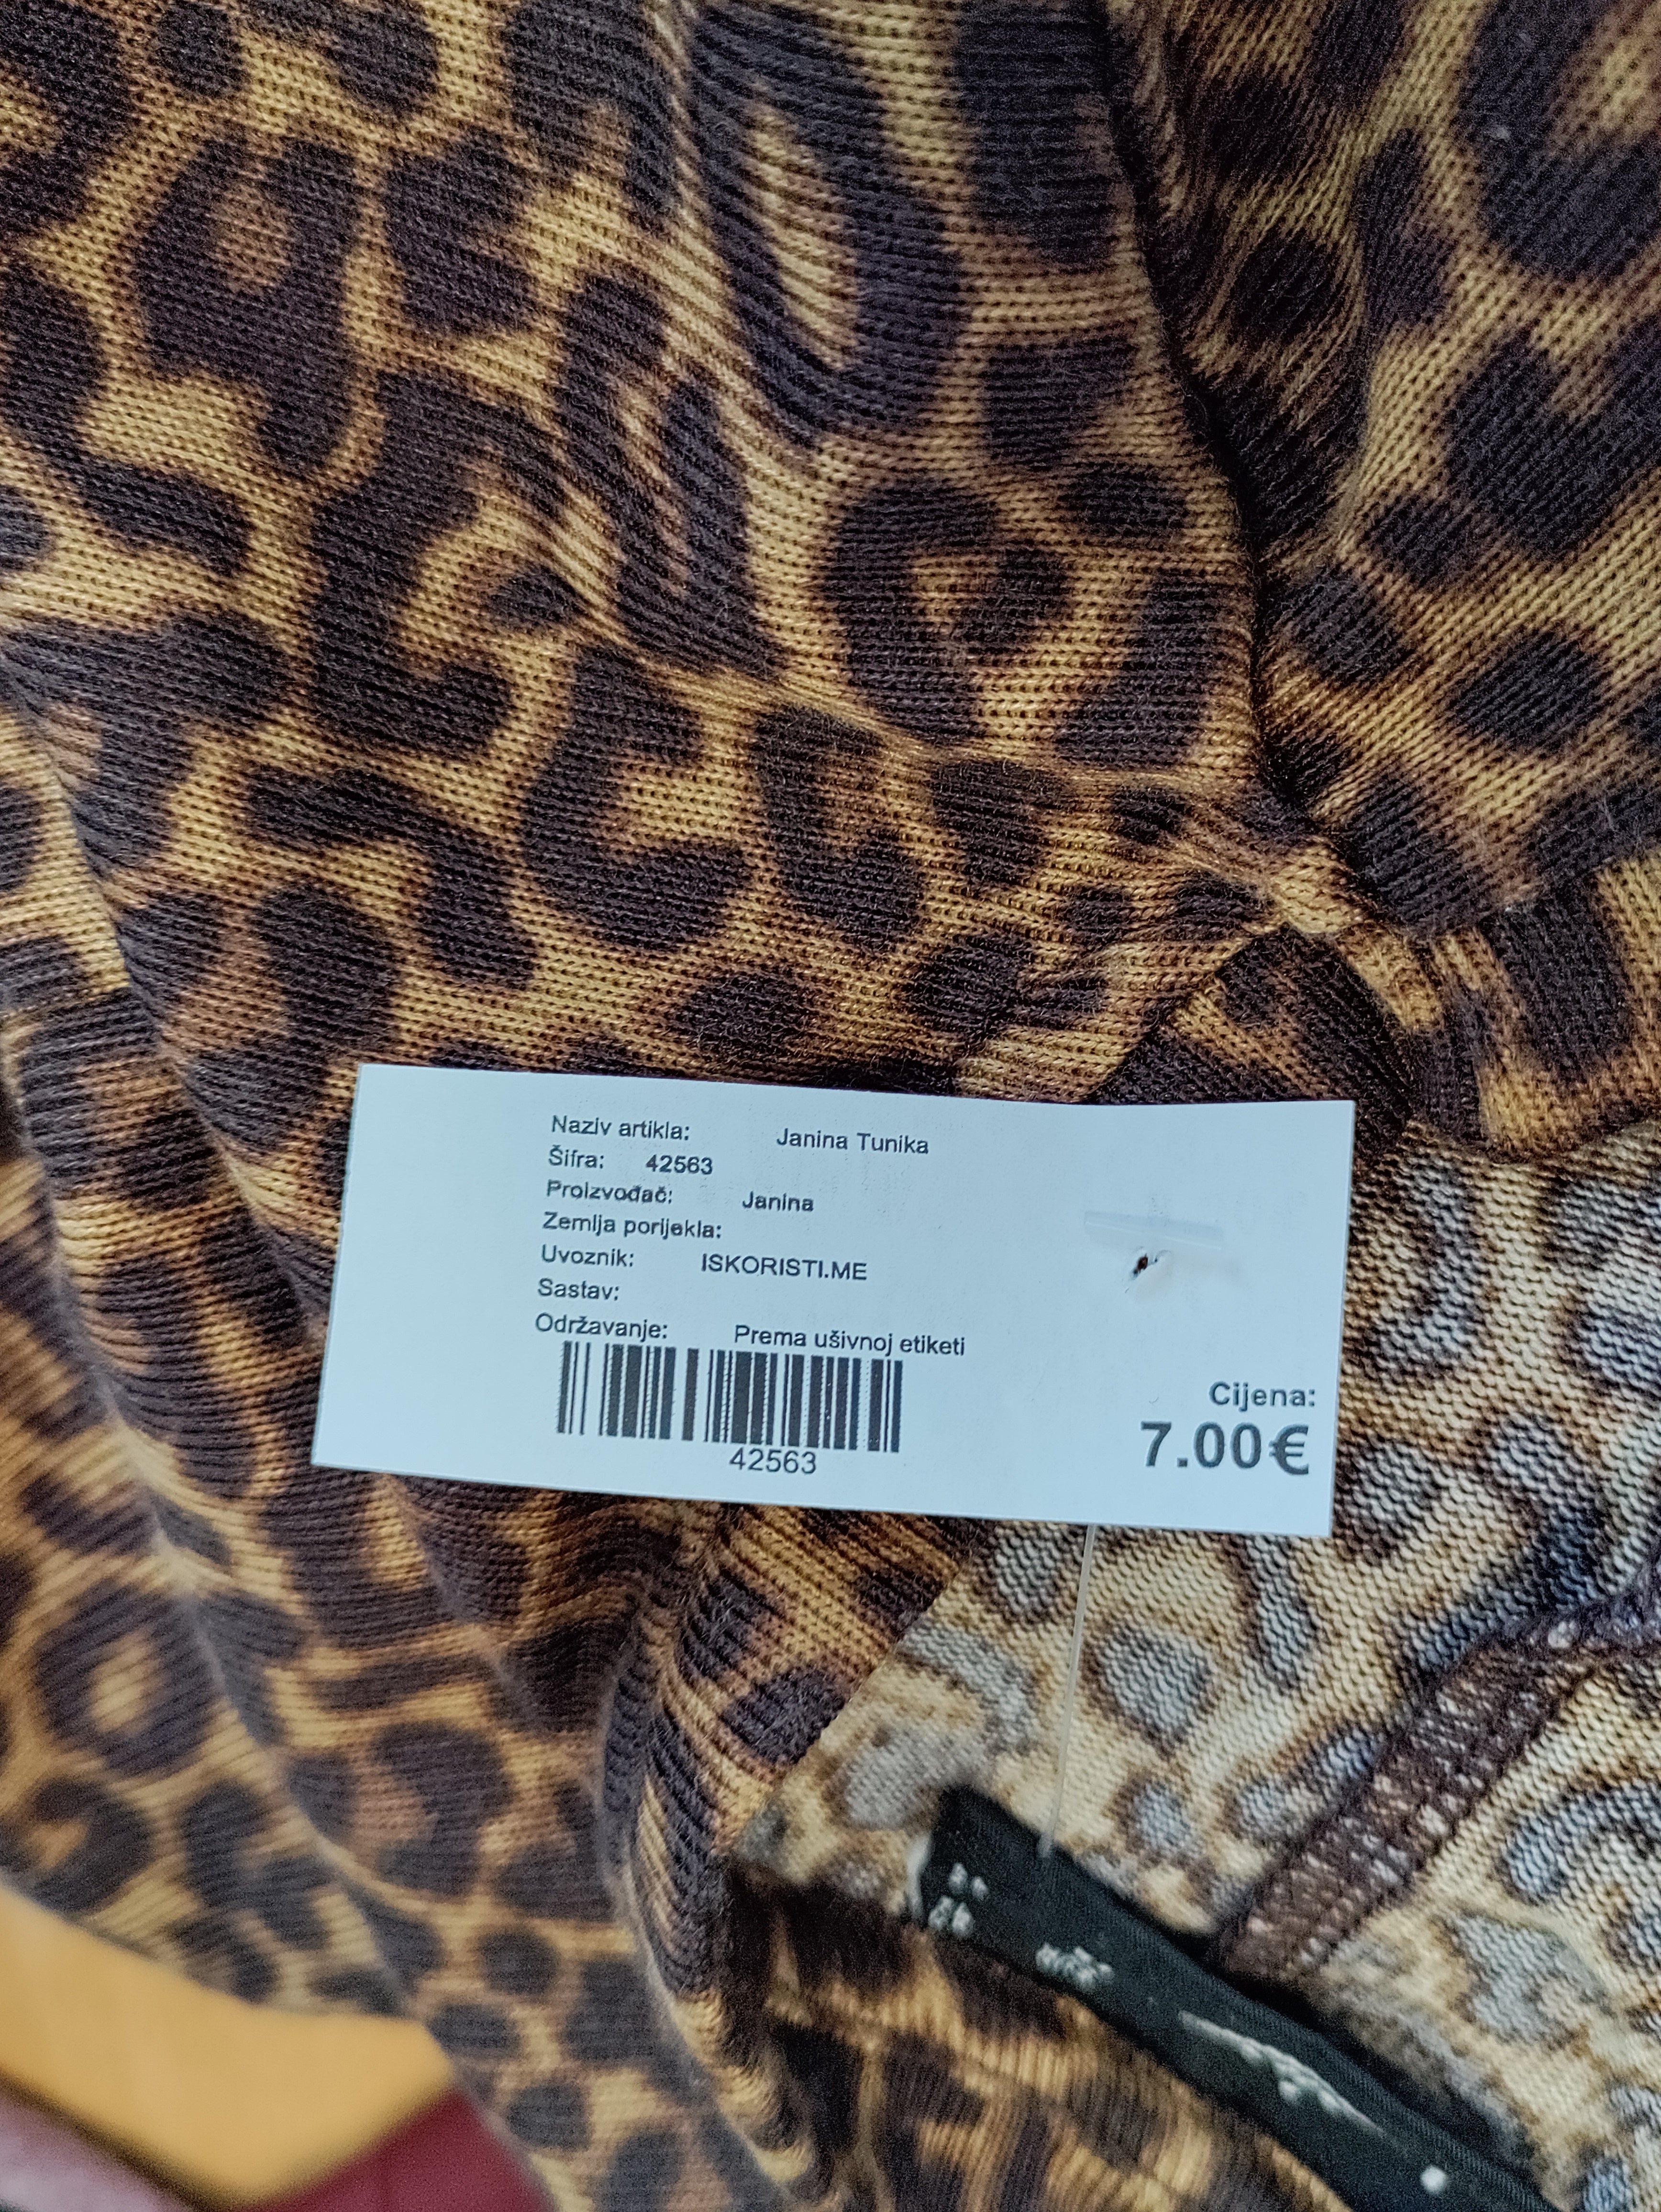 Naziv artikla: Janina Tunika
Šifra: 42563
Proizvođač: Janina
Zemlja porijekla:
Uvoznik: ISKORISTI.ME
Sastav:
Održavanje: Prema ušivnoj etiketi
42563
Cijena:
7.00€